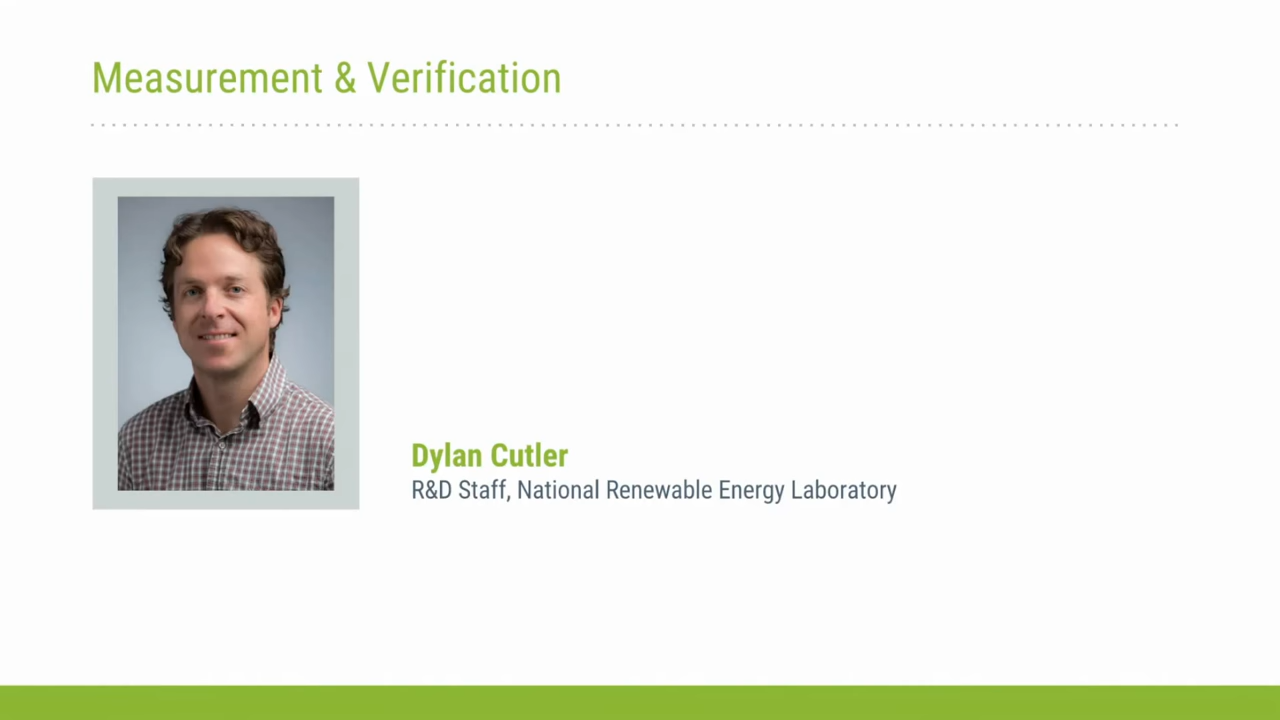 Measurement & Verification
Dylan Cutler
R&D Staff, National Renewable Energy Laboratory